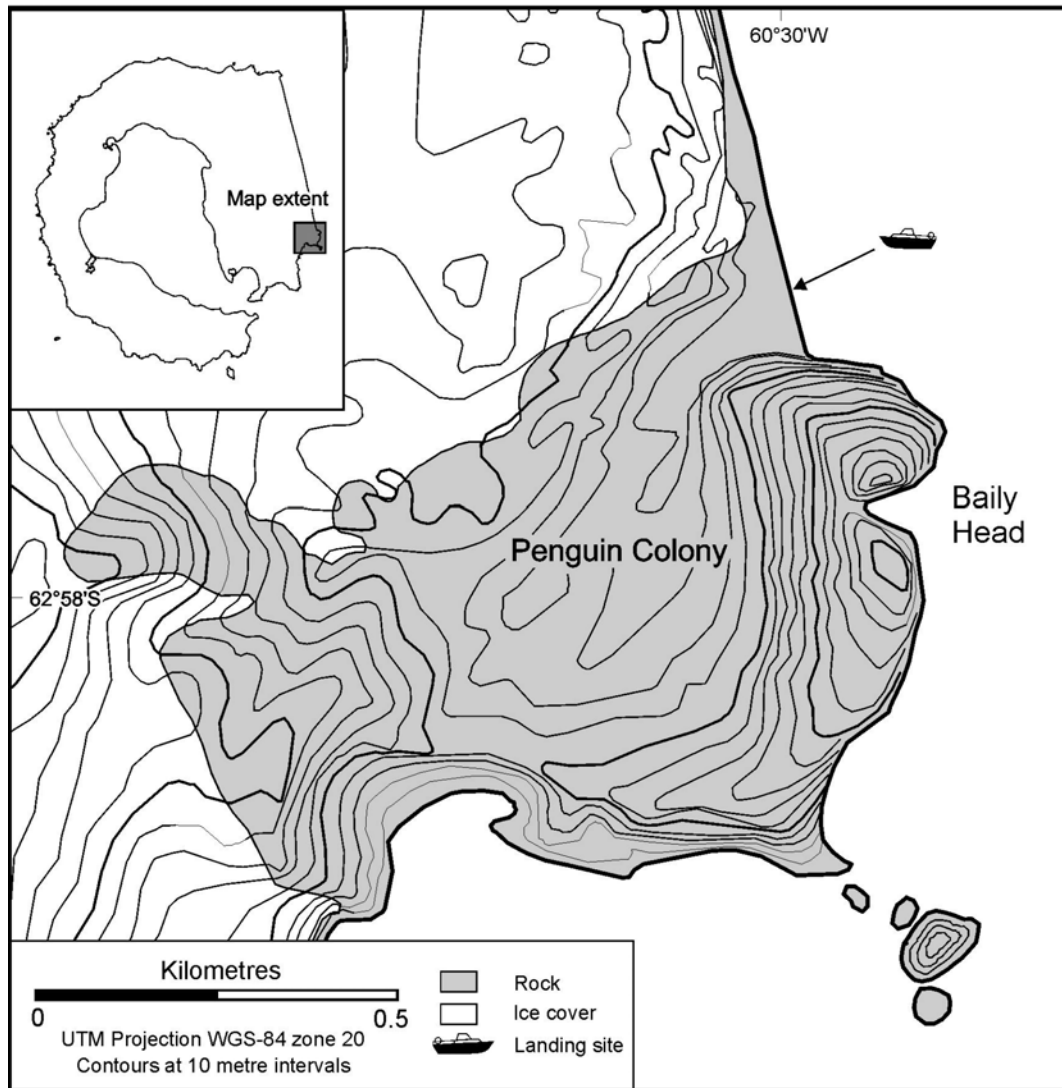 60°30'W
Map extent
Baily
Head
Penguin Colony
62°58'S
Kilometres
0 0.5
UTM Projection WGS-84 zone 20
Contours at 10 metre intervals
Rock
Ice cover
Landing site